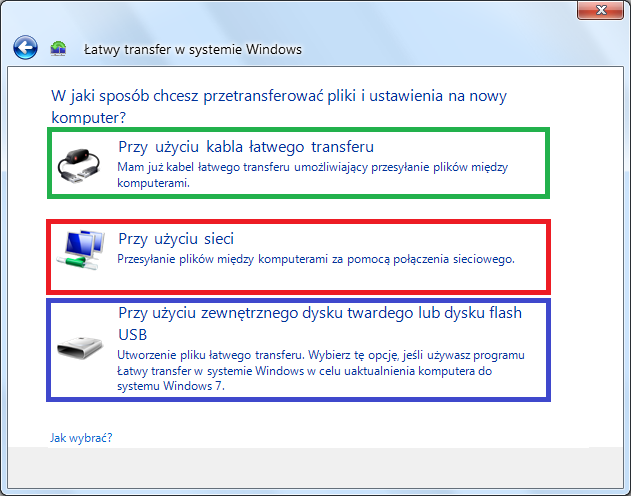 Łatwy transfer w systemie Windows
W jaki sposób chcesz przetransferować pliki i ustawienia na nowy
komputer?
Przy użyciu kabla łatwego transferu
Mam już kabel łatwego transferu umożliwiający przesyłanie plików między
komputerami.
Przy użyciu sieci
Przesyłanie plików między komputerami za pomocą połączenia sieciowego.
Przy użyciu zewnętrznego dysku twardego lub dysku flash
USB
Utworzenie pliku łatwego transferu. Wybierz tę opcję, jeśli używasz programu
Łatwy transfer w systemie Windows w celu uaktualnienia komputera do
systemu Windows 7.
Jak wybrać?